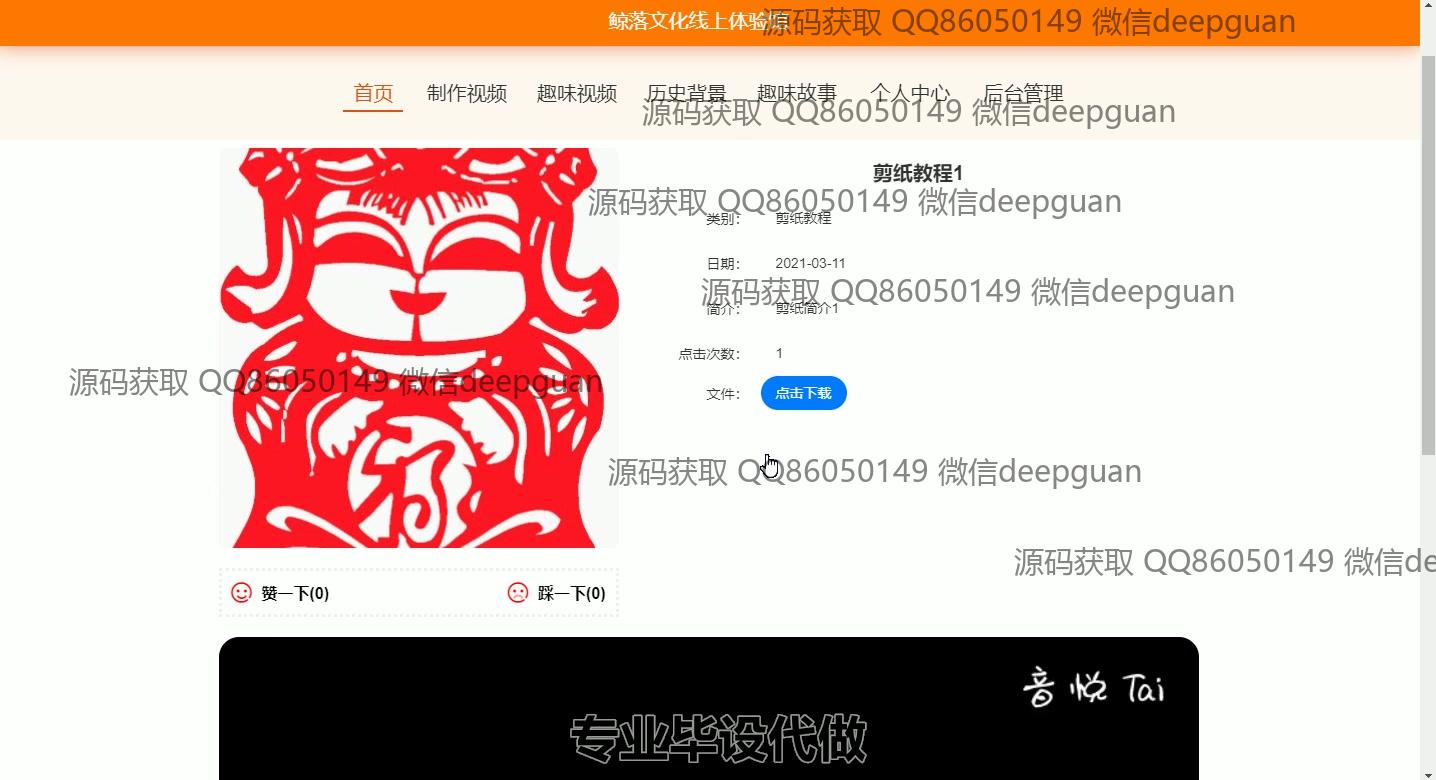 鲸落文化线上体验馆
源码获取 QQ86050149 微信deepguan
首页 制作视频 趣味视频 历史背景 趣味故事 个人中心 后台管理
源码获取 QQ86050149 微信deepguan
剪纸教程1
源码获取 QQ86050149 微信deepguan
类别： 剪纸教程
日期： 2021-03-11
源码获取 QQ86050149 微信deepguan
简介： 剪纸简介1
点击次数： 1
源码获取 QQ86050149 微信deepguan
文件： 点击下载
源码获取 QQ86050149 微信deepguan
源码获取 QQ86050149 微信de
赞一下(0) 踩一下(0)
音悦 Tai
专业毕设代做